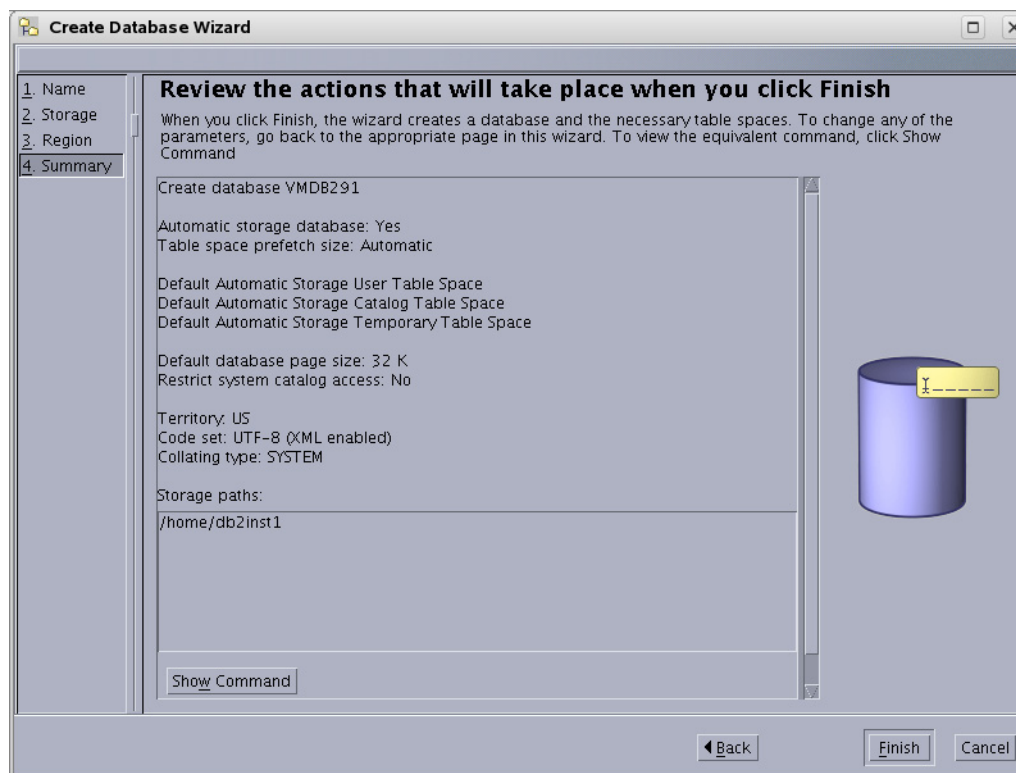 Create Database Wizard
1. Name
2. Storage
3. Region
4. Summary
Review the actions that will take place when you click Finish
When you click Finish, the wizard creates a database and the necessary table spaces. To change any of the
parameters, go back to the appropriate page in this wizard. To view the equivalent command, click Show
Command
Create database VMDB291
Automatic storage database: Yes
Table space prefetch size: Automatic
Default Automatic Storage User Table Space
Default Automatic Storage Catalog Table Space
Default Automatic Storage Temporary Table Space
Default database page size: 32 K
Restrict system catalog access: No
Territory: US
Code set: UTF-8 (XML enabled)
Collating type: SYSTEM
Storage paths:
/home/db2inst1
Show Command
Back
Finish
Cancel